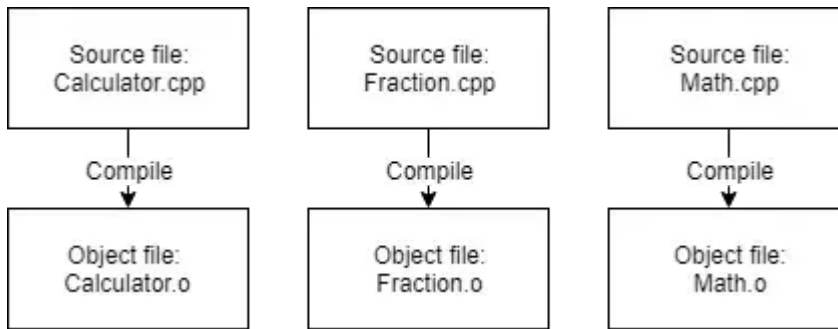 Source file:
Calculator.cpp
Source file:
Fraction.cpp
Source file:
Math.cpp
Compile
Compile
Compile
Object file:
Calculator.o
Object file:
Fraction.o
Object file:
Math.o